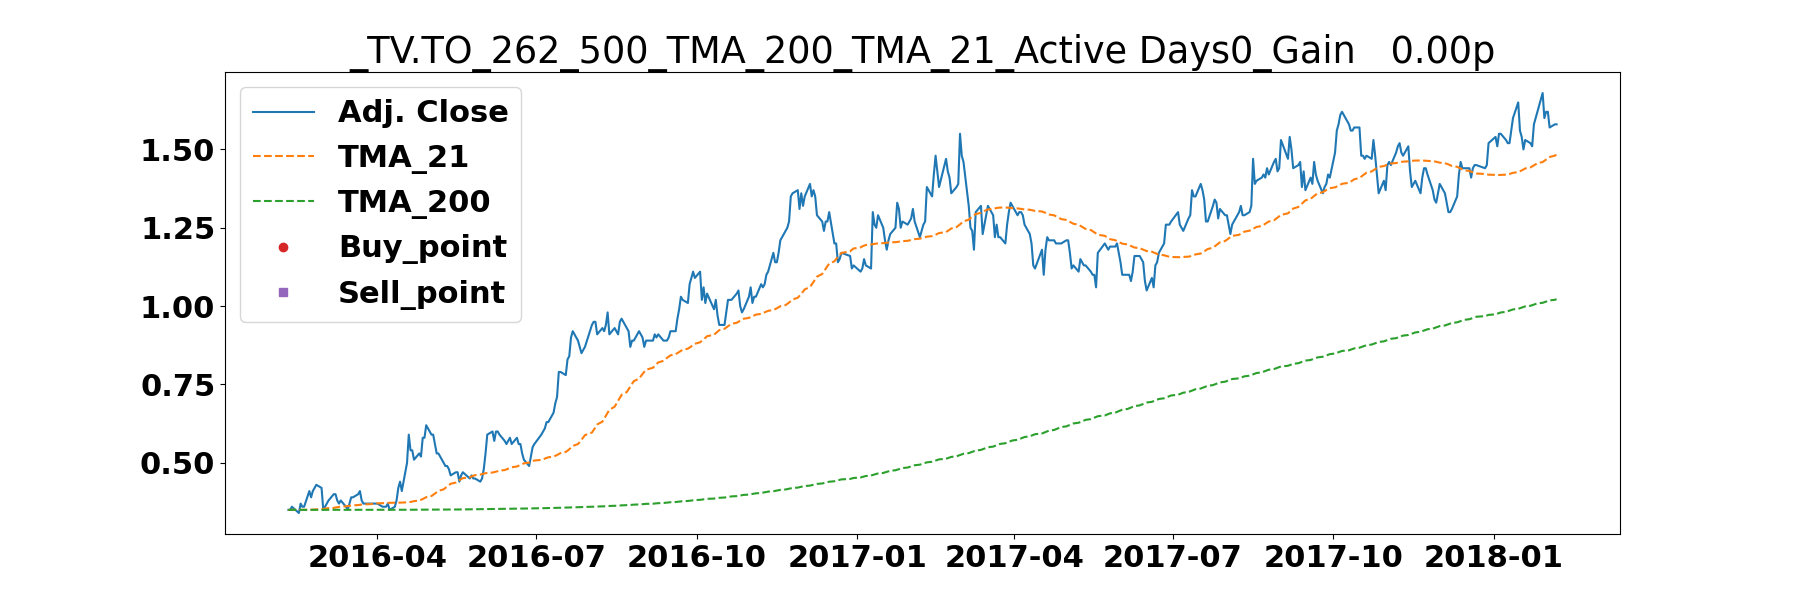 _TV.TO_262_500_TMA_200_TMA_21_Active Days0_Gain   0.00p
Adj. Close
TMA_21
TMA_200
Buy_point
Sell_point
1.50
1.25
1.00
0.75
0.50
2016-04 2016-07 2016-10 2017-01 2017-04 2017-07 2017-10 2018-01